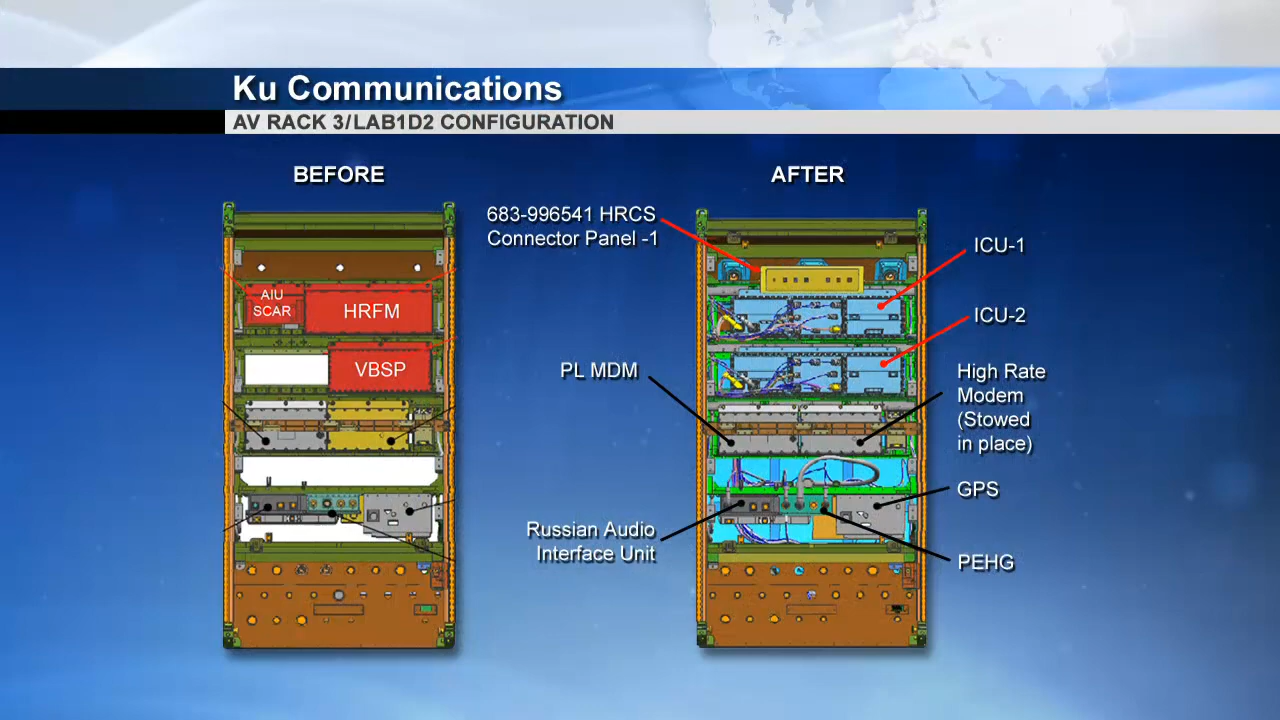 Ku Communications
AV RACK 3/LAB1D2 CONFIGURATION
BEFORE
AIU
SCAR
HRFM
VBSP
AFTER
683-996541 HRCS
Connector Panel -1
ICU-1
ICU-2
PL MDM
High Rate
Modem
(Stowed
in place)
GPS
Russian Audio
Interface Unit
PEHG